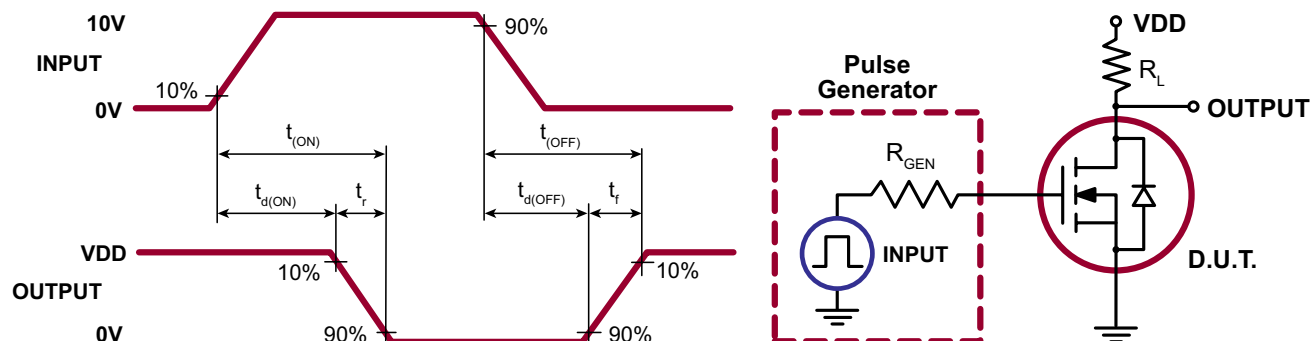 10V
INPUT
0V
10%
90%
t(ON)
t(OFF)
td(ON)
tr
td(OFF)
tf
VDD
OUTPUT
0V
10%
90%
90%
10%
Pulse
Generator
RGEN
INPUT
VDD
RL
OUTPUT
D.U.T.